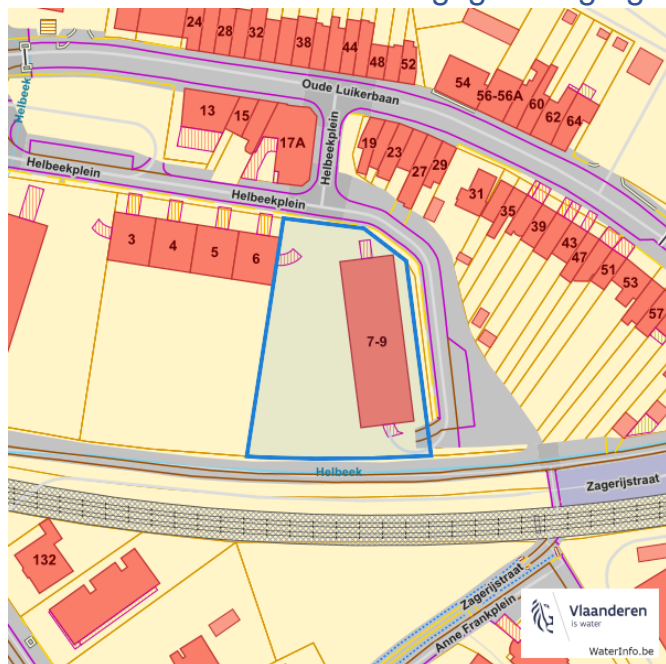 24
28
32
38
44
48
52
54
56-56A
60
62
64
Oude Luikerbaan
Helbeek
13
15
17A
Helbeekplein
19
23
27
29
31
35
39
43
47
51
53
57
Helbeekplein
Helbeekplein
3
4
5
6
7-9
Helbeek
Zagerijstraat
132
Zagerijstraat
Anne Frankplein
Vlaanderen
is water
WaterInfo.be